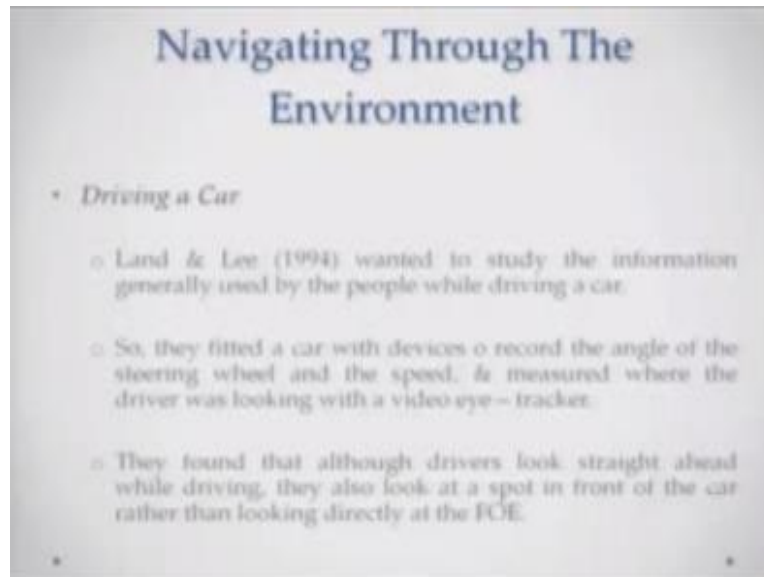 Navigating Through The
Environment
• Driving a Car
o Land & Lee (1994) wanted to study the information
generally used by the people while driving a car.
o So, they fitted a car with devices o record the angle of the
steering wheel and the speed, & measured where the
driver was looking with a video eye – tracker.
o They found that although drivers look straight ahead
while driving, they also look at a spot in front of the car
rather than looking directly at the FOE.